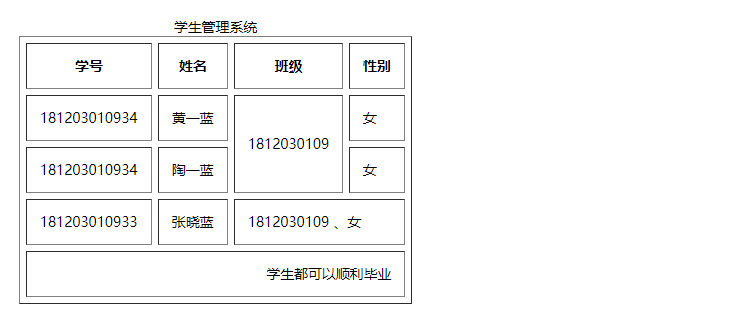 学生管理系统
学号 姓名 班级 性别
181203010934 黄一蓝 1812030109 女
181203010934 陶一蓝 女
181203010933 张晓蓝 1812030109 、女
学生都可以顺利毕业